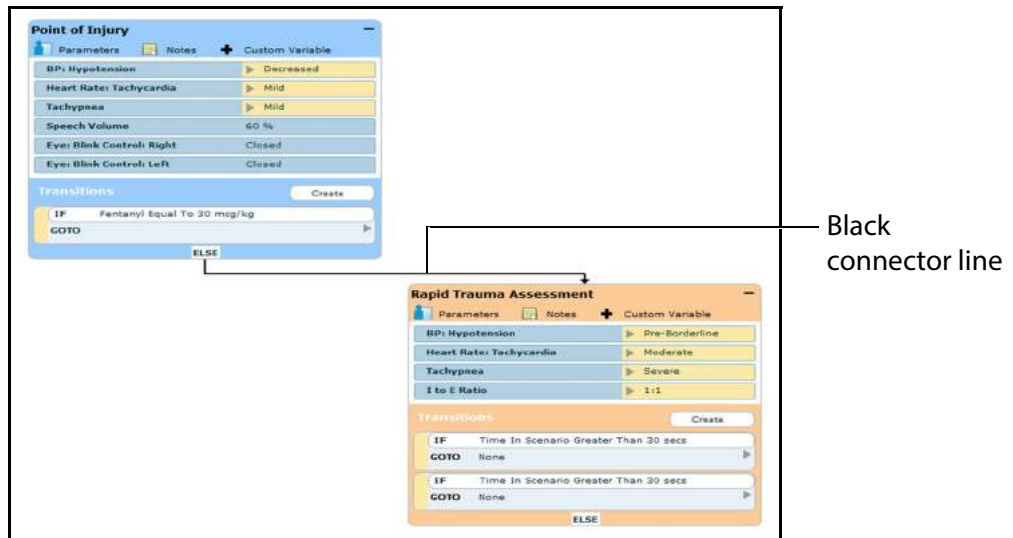 Point of Injury
Parameters Notes Custom Variable
BP: Hypotension Decreased
Heart Rate: Tachycardia Mild
Tachypnea Mild
Speech Volume 60 %
Eye: Blink Control: Right Closed
Eye: Blink Control: Left Closed
Transitions Create
IF Fentanyl Equal To 30 mcg/kg
GOTO
ELSE
Black
connector line
Rapid Trauma Assessment
Parameters Notes Custom Variable
BP: Hypotension Pre-Borderline
Heart Rate: Tachycardia Moderate
Tachypnea Severe
I to E Ratio 1:1
Transitions Create
IF Time In Scenario Greater Than 30 secs
GOTO None
IF Time In Scenario Greater Than 30 secs
GOTO None
ELSE